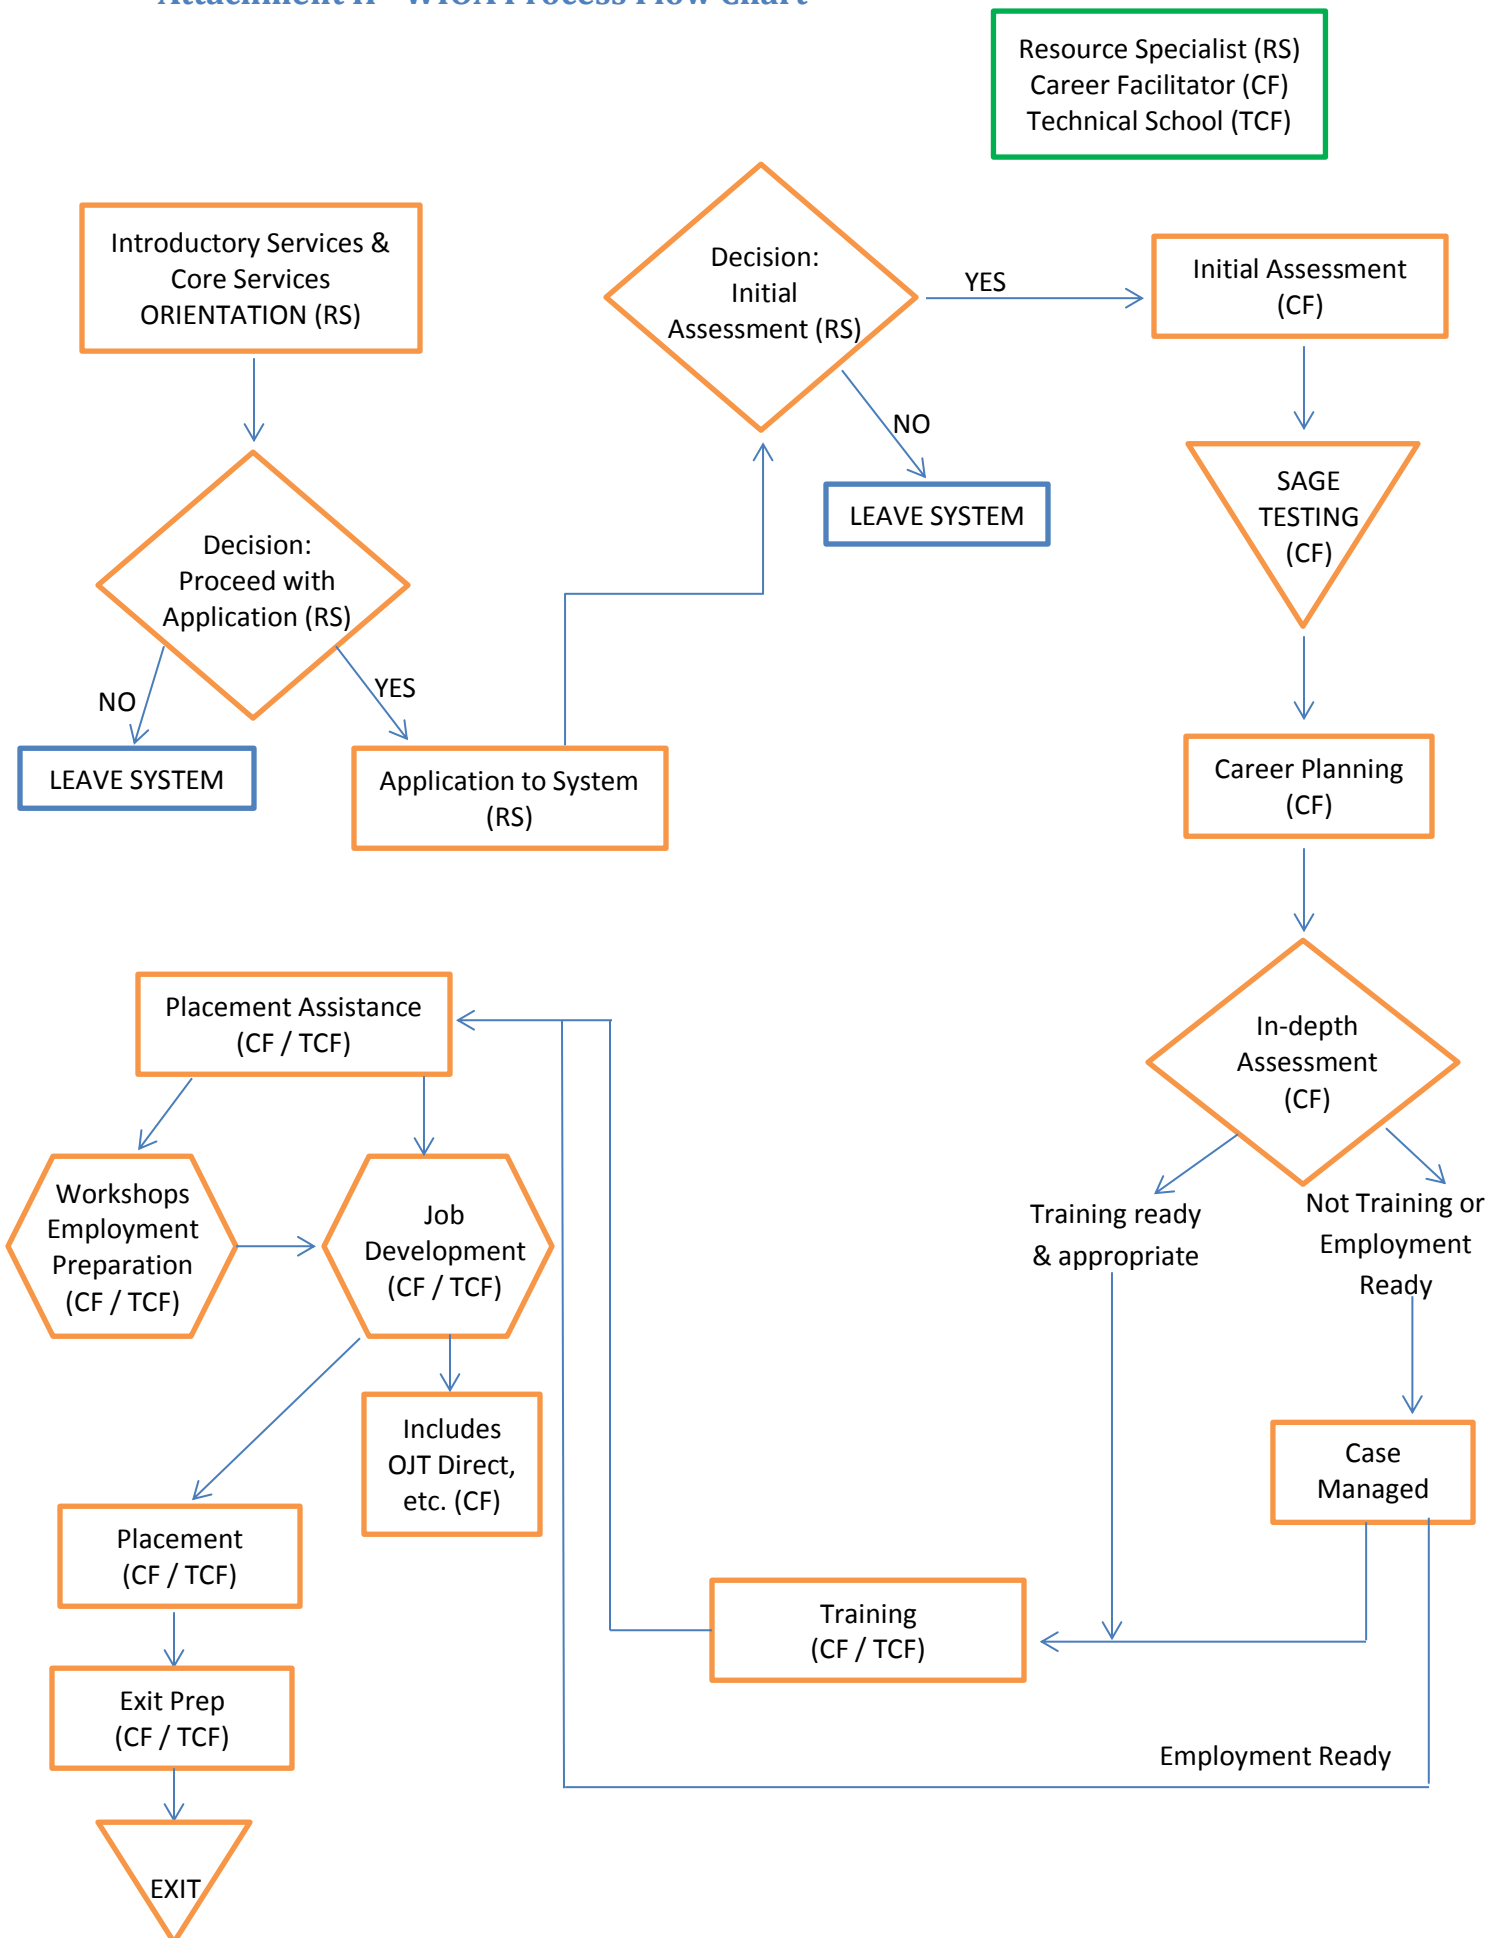 Resource Specialist (RS)
Career Facilitator (CF)
Technical School (TCF)
Introductory Services &
Core Services
ORIENTATION (RS)
Decision:
Proceed with
Application (RS)
NO
YES
LEAVE SYSTEM
Application to System
(RS)
Decision:
Initial
Assessment (RS)
YES
NO
LEAVE SYSTEM
Initial Assessment
(CF)
SAGE
TESTING
(CF)
Career Planning
(CF)
In-depth
Assessment
(CF)
Training ready
& appropriate
Not Training or
Employment
Ready
Case
Managed
Training
(CF / TCF)
Employment Ready
Placement Assistance
(CF / TCF)
Workshops
Employment
Preparation
(CF / TCF)
Job
Development
(CF / TCF)
Includes
OJT Direct,
etc. (CF)
Placement
(CF / TCF)
Exit Prep
(CF / TCF)
EXIT